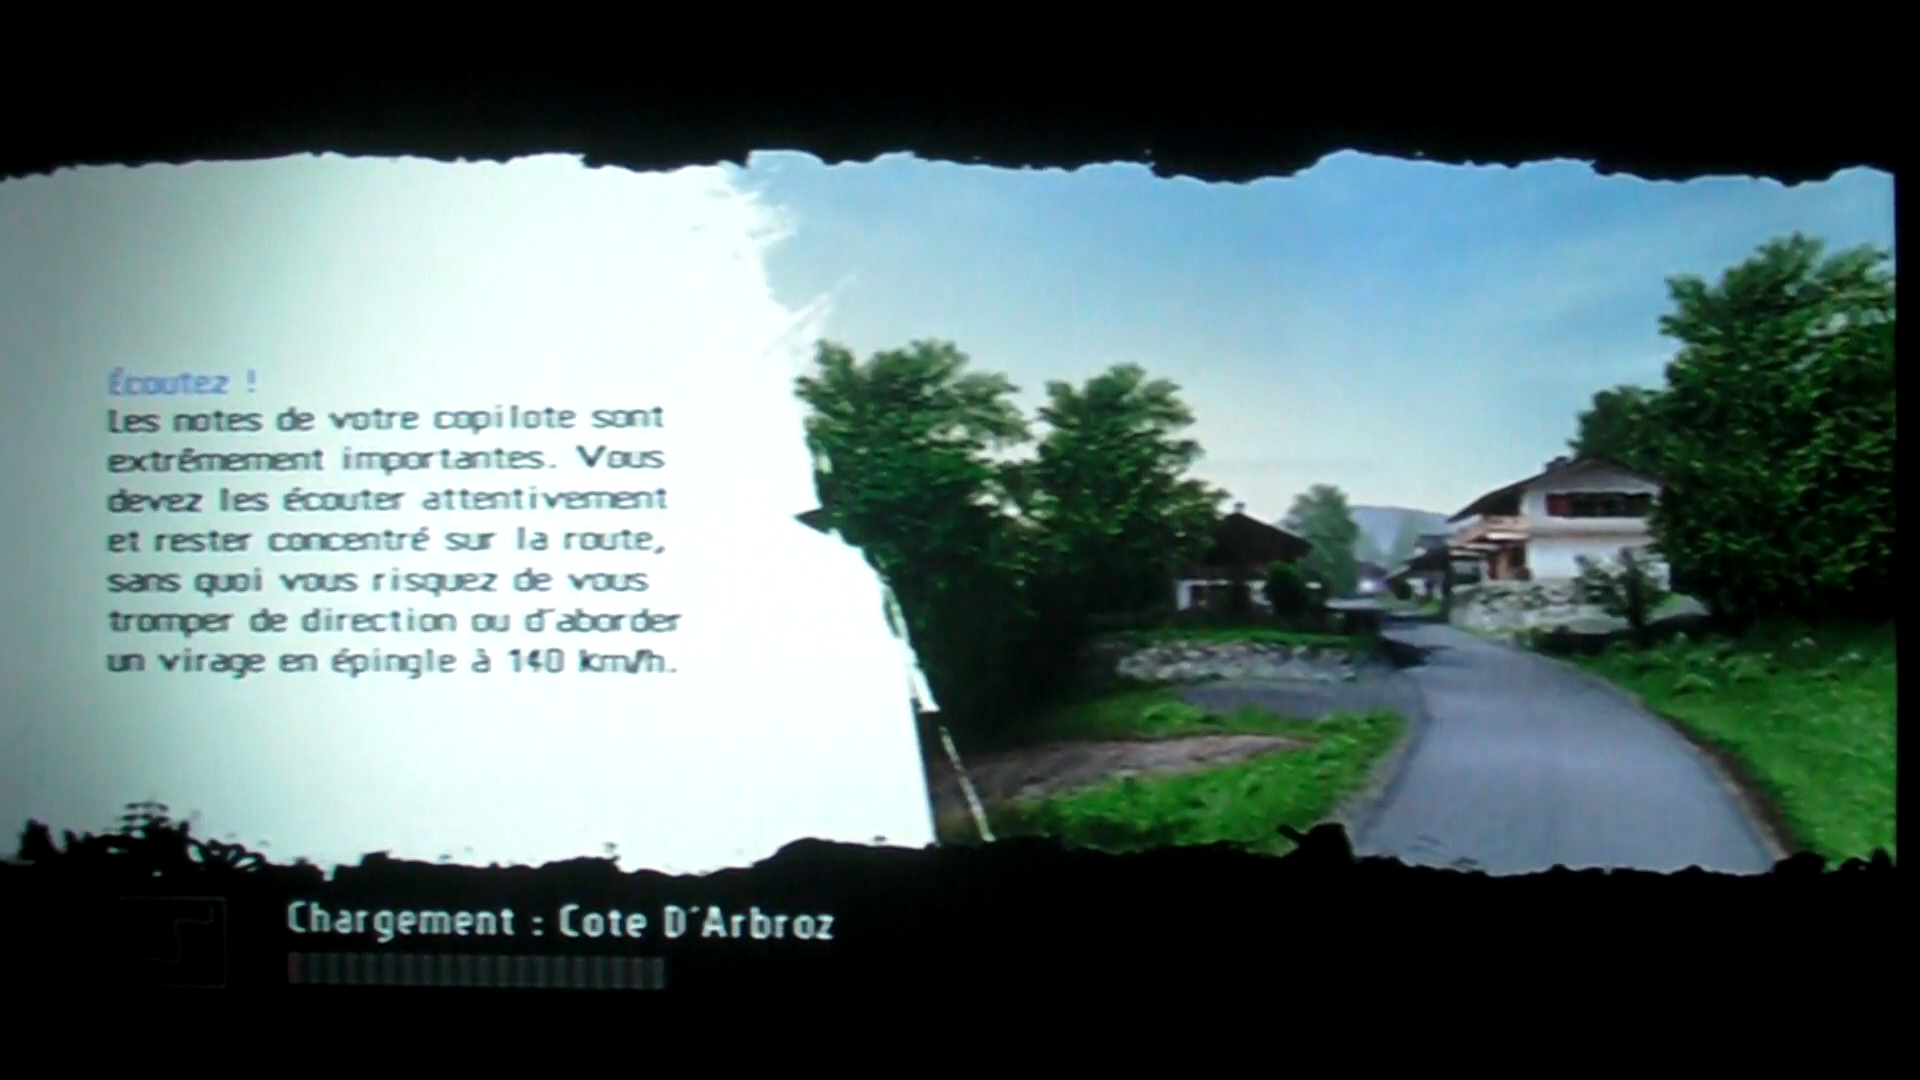 Écoutez !
Les notes de votre copilote sont
extrêmement importantes. Vous
devez les écouter attentivement
et rester concentré sur la route,
sans quoi vous risquez de vous
tromper de direction ou d´aborder
un virage en épingle à 140 km/h.
Chargement : Cote D´Arbroz